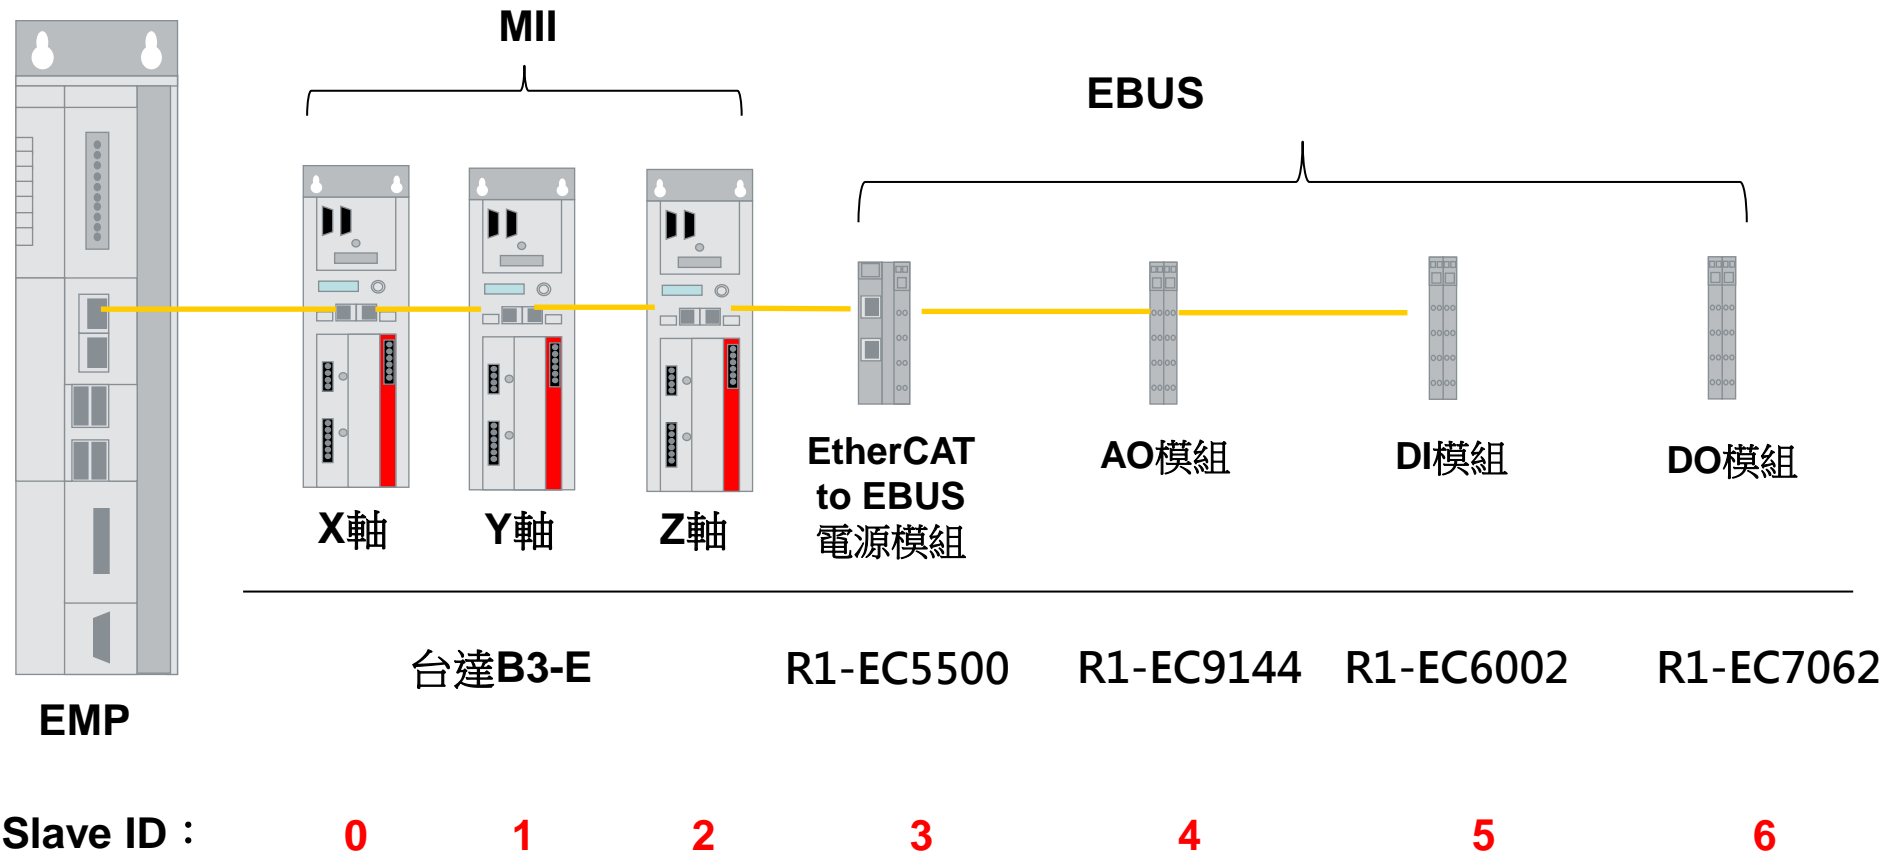 MII
EBUS
EtherCAT
to EBUS
電源模組
AO模組
DI模組
DO模組
X軸
Y軸
Z軸
台達B3-E
R1-EC5500
R1-EC9144
R1-EC6002
R1-EC7062
EMP
Slave ID：
0
1
2
3
4
5
6